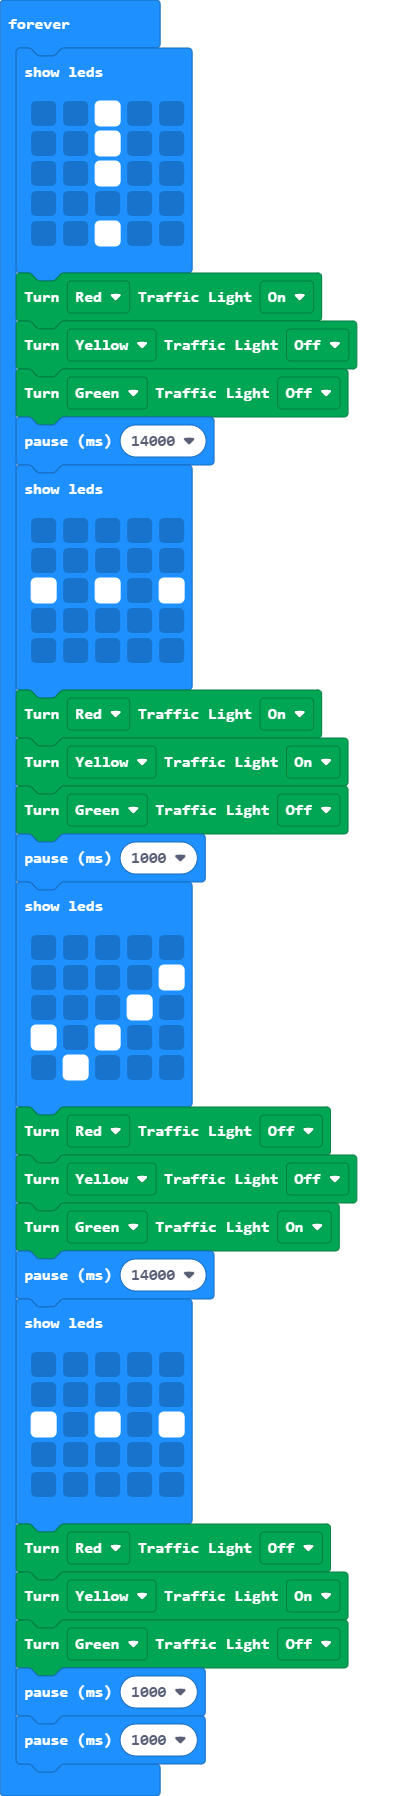 forever
show leds
Turn Red Traffic Light On
Turn Yellow Traffic Light Off
Turn Green Traffic Light Off
pause (ms) 14000
show leds
Turn Red Traffic Light On
Turn Yellow Traffic Light On
Turn Green Traffic Light Off
pause (ms) 1000
show leds
Turn Red Traffic Light Off
Turn Yellow Traffic Light Off
Turn Green Traffic Light On
pause (ms) 14000
show leds
Turn Red Traffic Light Off
Turn Yellow Traffic Light On
Turn Green Traffic Light Off
pause (ms) 1000
pause (ms) 1000